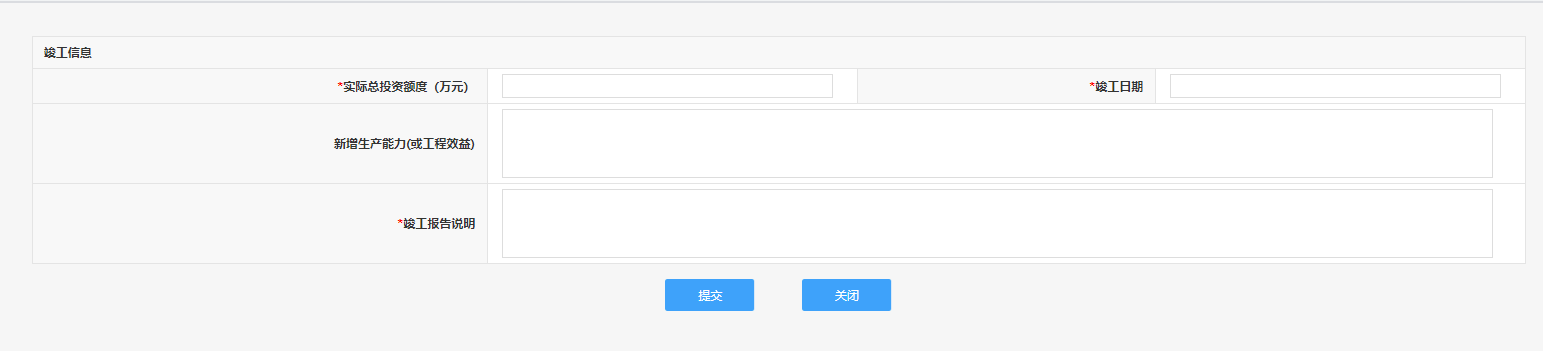 竣工信息
*实际总投资额度（万元）
*竣工日期
新增生产能力(或工程效益)
*竣工报告说明
提交
关闭